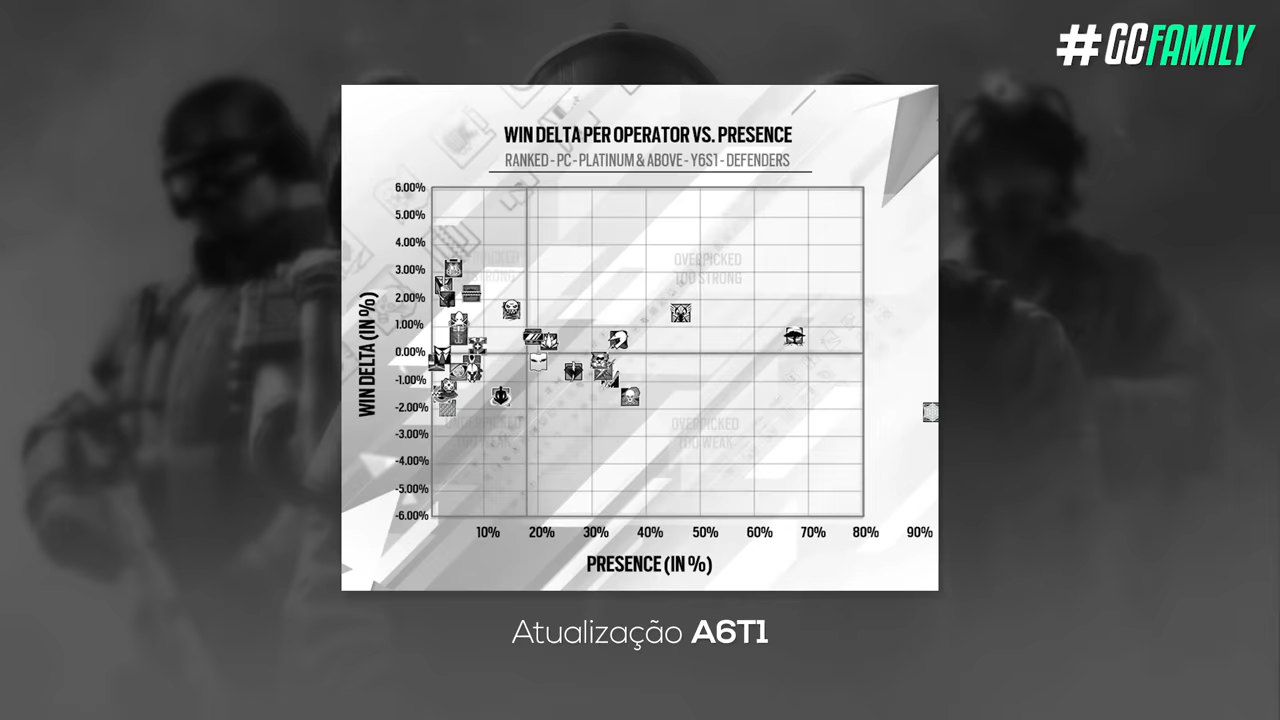 #GCFAMILY
WIN DELTA PER OPERATOR VS. PRESENCE
RANKED - PC - PLATINUM & ABOVE - Y6S1 - DEFENDERS
6.00%
5.00%
4.00%
3.00%
2.00%
1.00%
0.00%
-1.00%
-2.00%
-3.00%
-4.00%
-5.00%
-6.00%
WIN DELTA (IN %)
OVERPICKED
TOO STRONG
UNDERPICKED
OVERPICKED
TOO WEAK
10% 20% 30% 40% 50% 60% 70% 80% 90%
PRESENCE (IN %)
Atualização A6T1